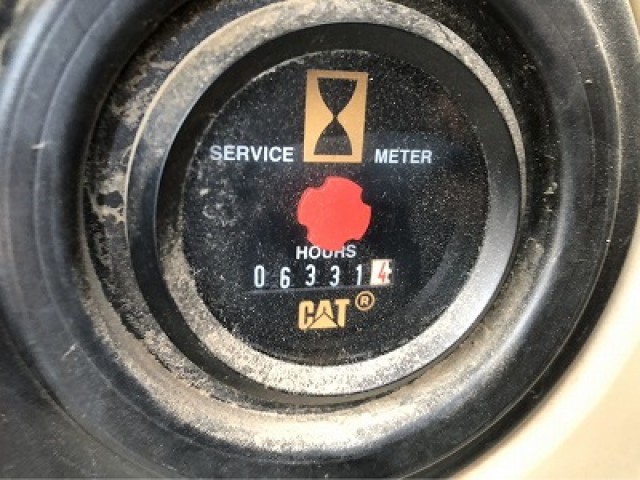 SERVICE METER
HOURS
063314
CAT ®